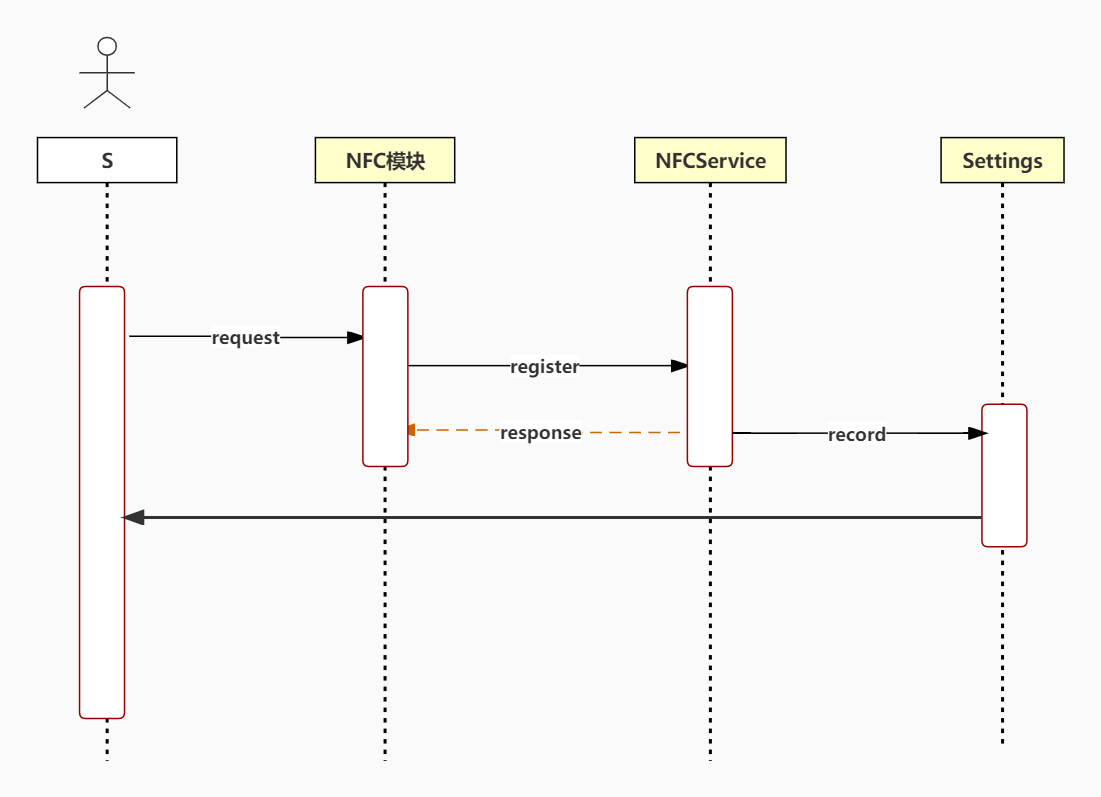 S
NFC模块
NFCService
Settings
request
register
response
record